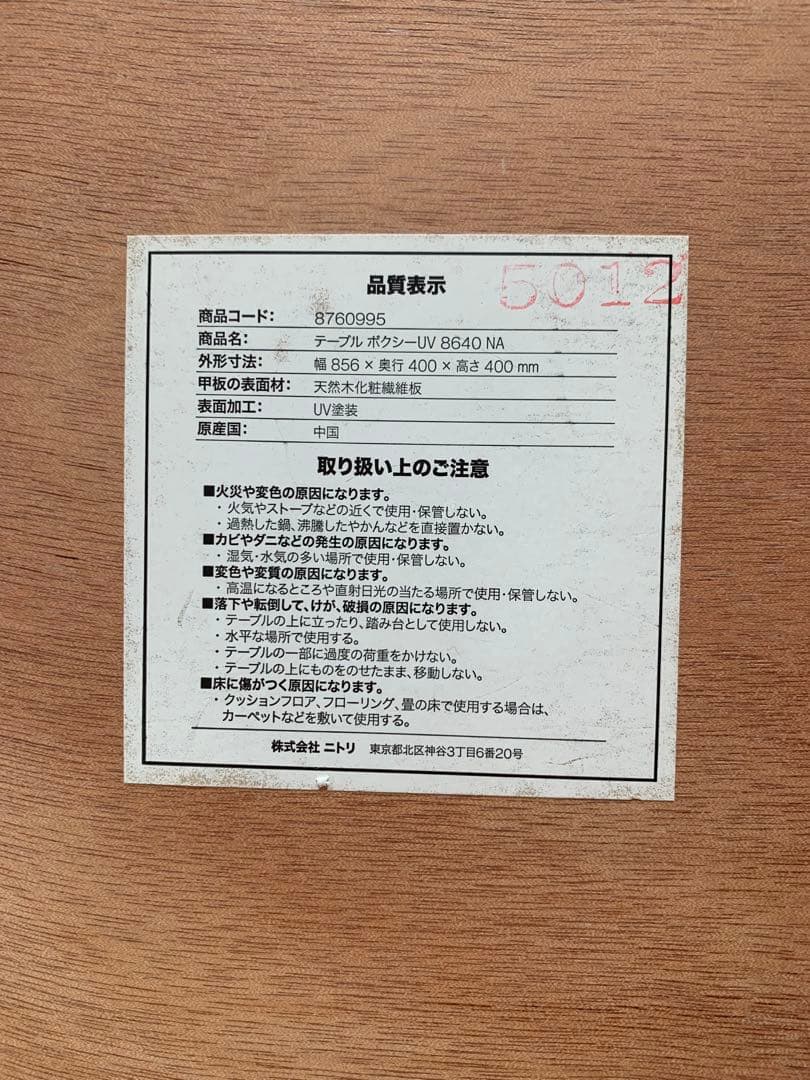 品質表示
5012
商品コード: 8760995
商品名: テーブル ボクシーUV 8640 NA
外形寸法: 幅 856 × 奥行 400 × 高さ 400 mm
甲板の表面材: 天然木化粧繊維板
表面加工: UV塗装
原産国: 中国
取り扱い上のご注意
■火災や変色の原因になります。
・火気やストーブなどの近くで使用・保管しない。
・過熱した鍋、沸騰したやかんなどを直接置かない。
■カビやダニなどの発生の原因になります。
・湿気・水気の多い場所で使用・保管しない。
■変色や変質の原因になります。
・高温になるところや直射日光の当たる場所で使用・保管しない。
■落下や転倒して、けが、破損の原因になります。
・テーブルの上に立ったり、踏み台として使用しない。
・水平な場所で使用する。
・テーブルの一部に過度の荷重をかけない。
・テーブルの上にものをのせたまま、移動しない。
■床に傷がつく原因になります。
・クッションフロア、フローリング、畳の床で使用する場合は、
カーペットなどを敷いて使用する。
株式会社 ニトリ 東京都北区神谷3丁目6番20号